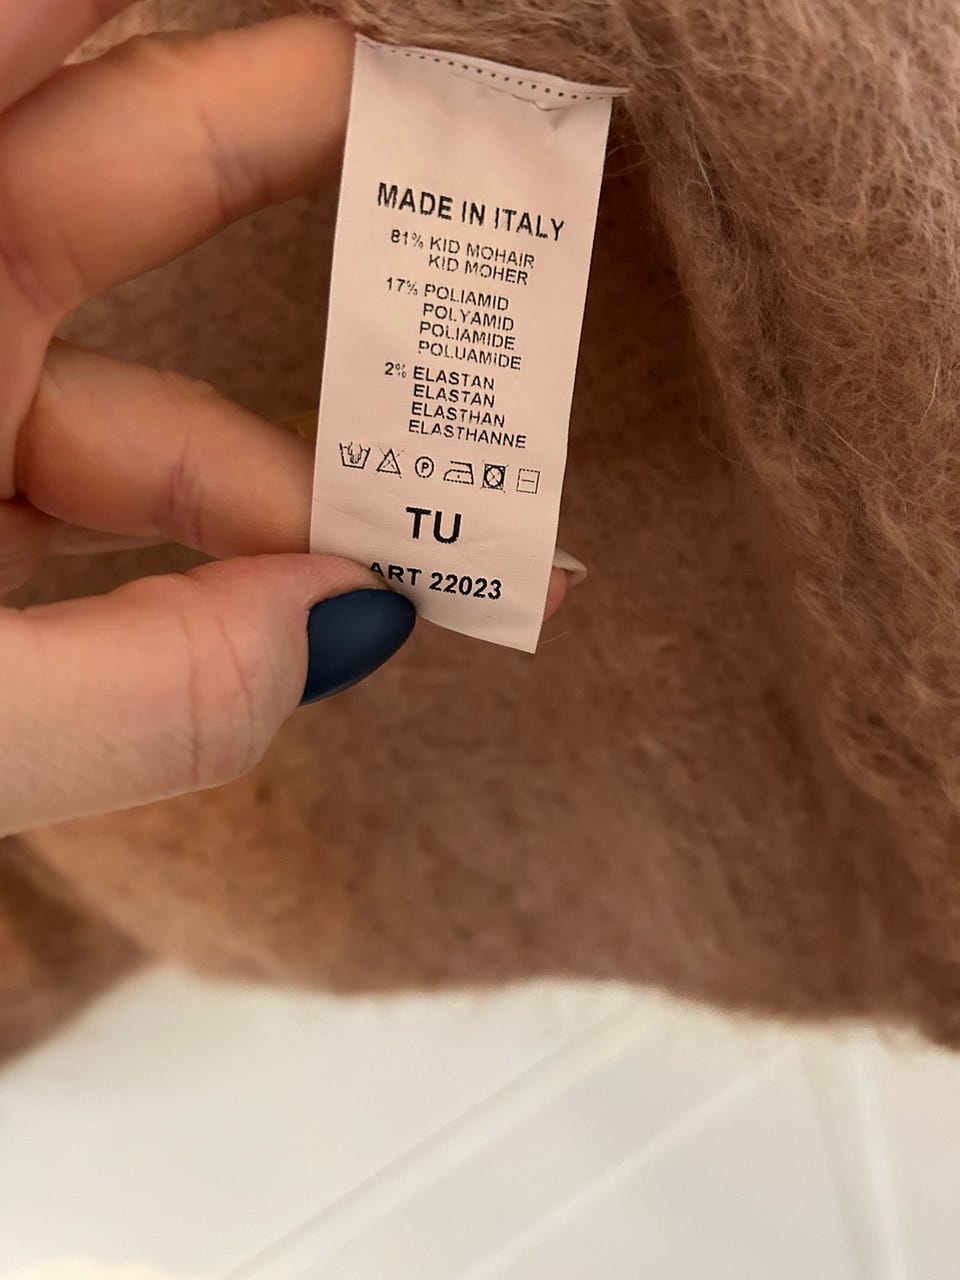 MADE IN ITALY
81% KID MOHAIR
KID MOHER
17% POLIAMID
POLYAMID
POLIAMIDE
POLUAMIDE
2% ELASTAN
ELASTAN
ELASTHAN
ELASTHANNE
P
TU
ART 22023